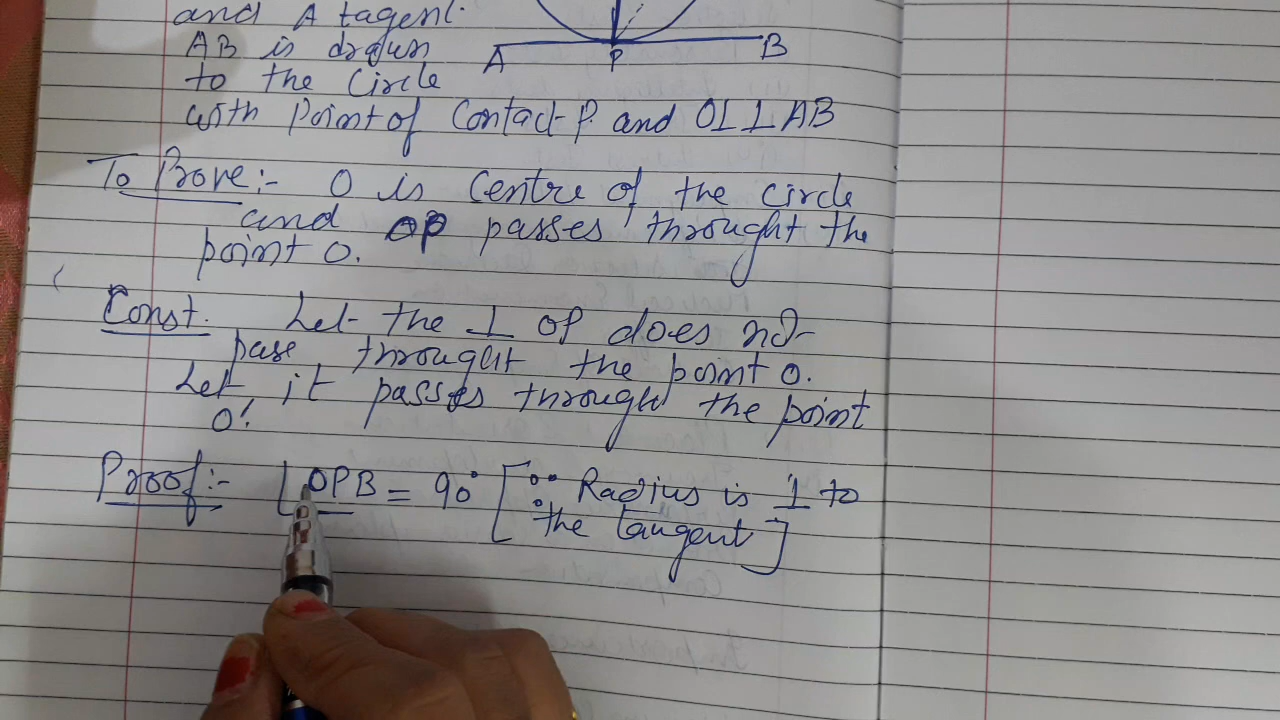 and A tagent.
AB is drawn
to the Circle
with Point of Contact P. and OL ⊥ AB
A P B
To Prove:- O is Centre of the circle
and OP passes throught the
point O.
Const. Let the ⊥ OP does not
pase throught the point O.
Let it passes through the point
O'.
Proof:- ∠OPB = 90° [∵ Radius is ⊥ to
the tangent]